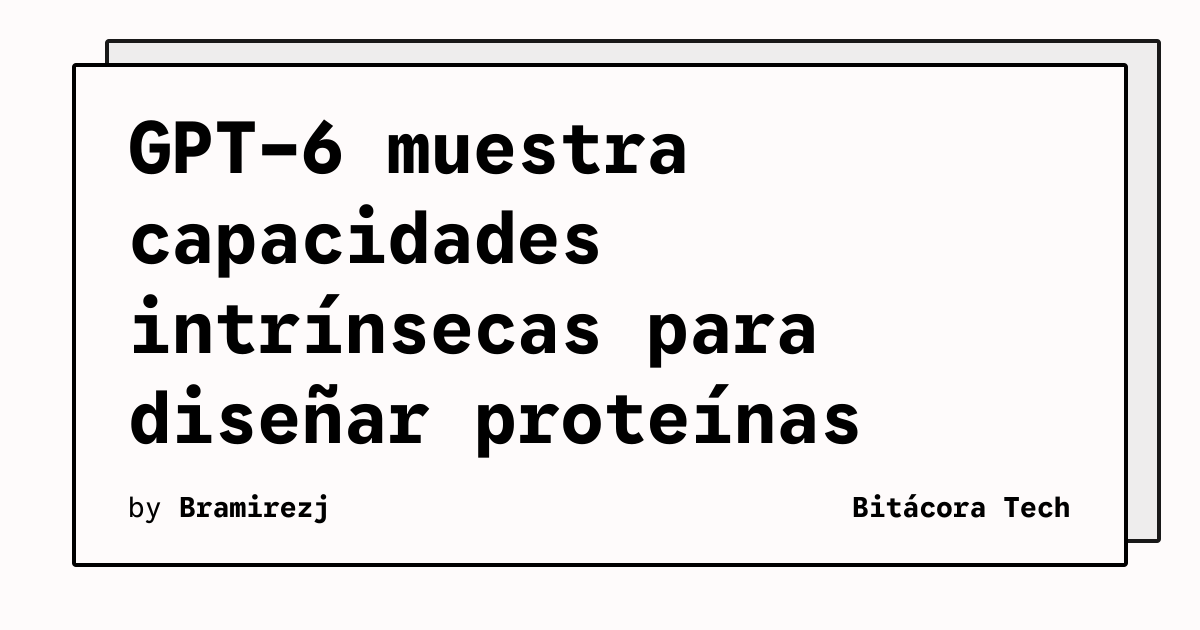 GPT-6 muestra
capacidades
intrínsecas para
diseñar proteínas
by Bramirezj
Bitácora Tech